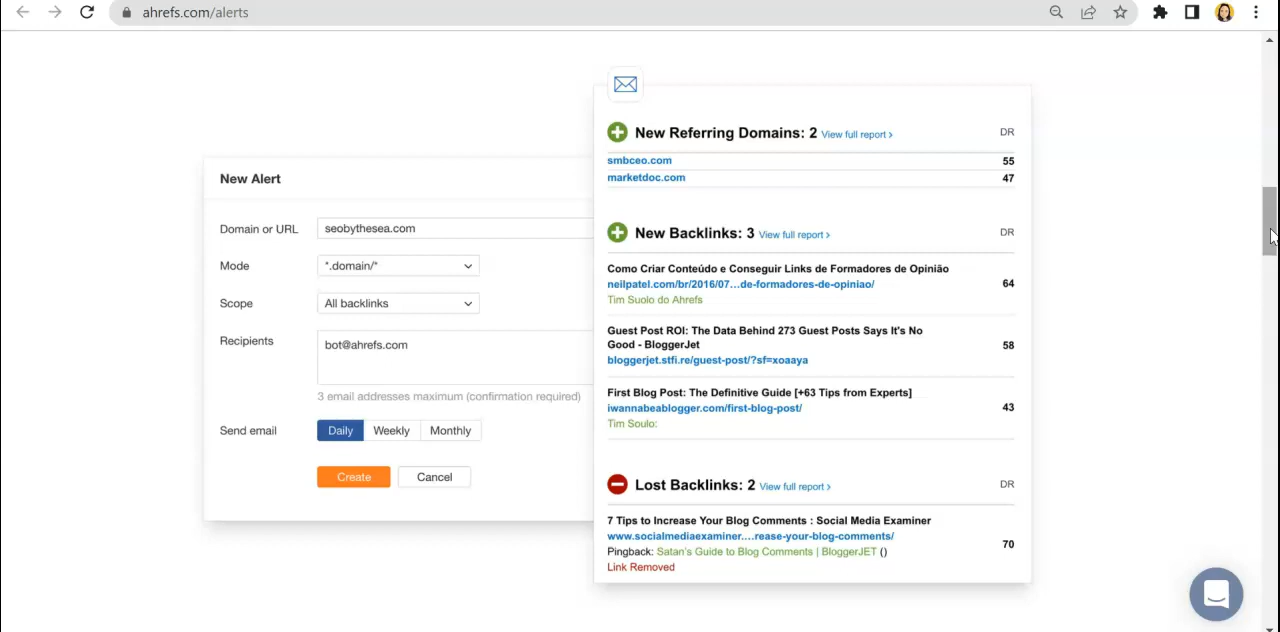 ahrefs.com/alerts
New Alert
Domain or URL
seobythesea.com
Mode
*.domain/*
Scope
All backlinks
Recipients
bot@ahrefs.com
3 email addresses maximum (confirmation required)
Send email
Daily
Weekly
Monthly
Create
Cancel
New Referring Domains: 2 View full report › DR
smbceo.com 55
marketdoc.com 47
New Backlinks: 3 View full report › DR
Como Criar Conteúdo e Conseguir Links de Formadores de Opinião
neilpatel.com/br/2016/07…de-formadores-de-opiniao/ 64
Tim Suolo do Ahrefs
Guest Post ROI: The Data Behind 273 Guest Posts Says It's No
Good - BloggerJet 58
bloggerjet.stfi.re/guest-post/?sf=xoaaya
First Blog Post: The Definitive Guide [+63 Tips from Experts]
iwannabeablogger.com/first-blog-post/ 43
Tim Soulo:
Lost Backlinks: 2 View full report › DR
7 Tips to Increase Your Blog Comments : Social Media Examiner
www.socialmediaexaminer.…rease-your-blog-comments/ 70
Pingback: Satan's Guide to Blog Comments | BloggerJET ()
Link Removed